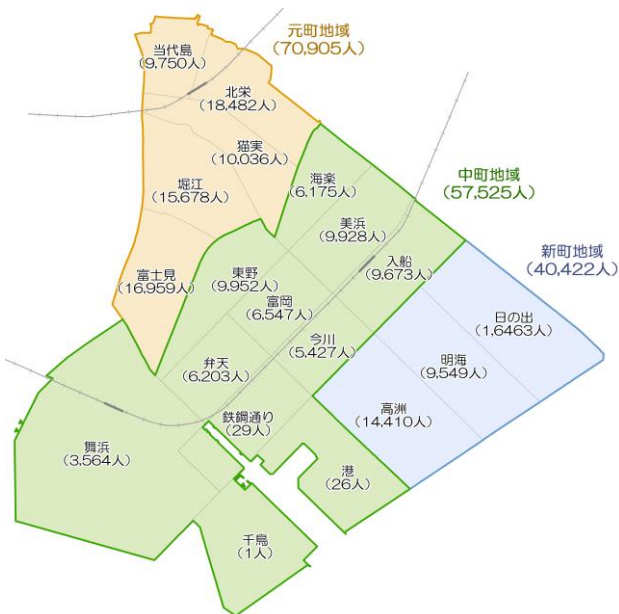 元町地域
(70,905人)
当代島
(9,750人)
北栄
(18,482人)
猫実
(10,036人)
堀江
(15,678人)
富士見
(16,959人)
中町地域
(57,525人)
海楽
(6,175人)
美浜
(9,928人)
入船
(9,673人)
東野
(9,952人)
富岡
(6,547人)
今川
(5,427人)
弁天
(6,203人)
鉄鋼通り
(29人)
舞浜
(3,564人)
港
(26人)
千鳥
(1人)
新町地域
(40,422人)
日の出
(1,6463人)
明海
(9,549人)
高洲
(14,410人)